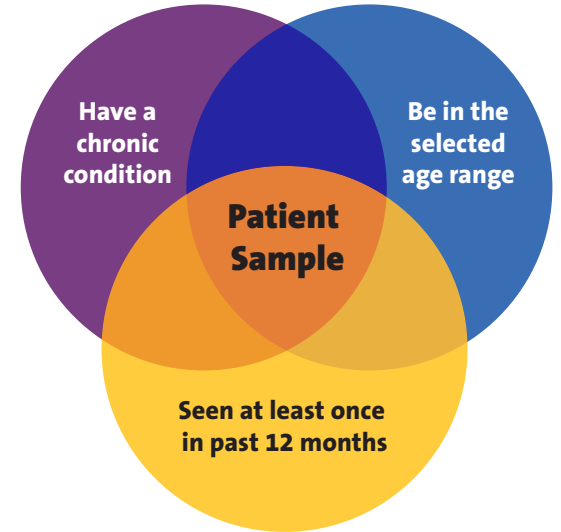 Have a
chronic
condition
Be in the
selected
age range
Patient
Sample
Seen at least once
in past 12 months